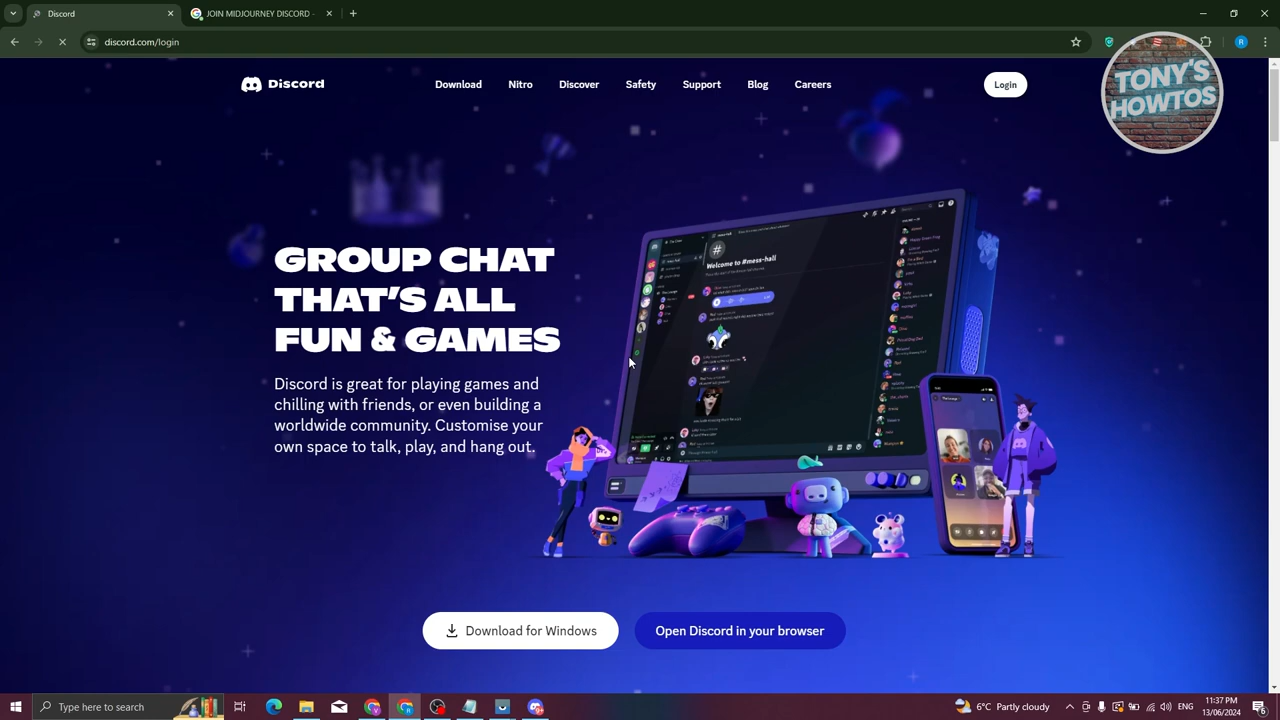 Discord
JOIN MIDJOURNEY DISCORD -
discord.com/login
TONY'S
HOWTOS
Discord
Download
Nitro
Discover
Safety
Support
Blog
Careers
Login
GROUP CHAT
THAT'S ALL
FUN & GAMES
Discord is great for playing games and
chilling with friends, or even building a
worldwide community. Customise your
own space to talk, play, and hang out.
# Welcome to #mess-hall
Download for Windows
Open Discord in your browser
Type here to search
6°C Partly cloudy
ENG
11:37 PM
13/06/2024